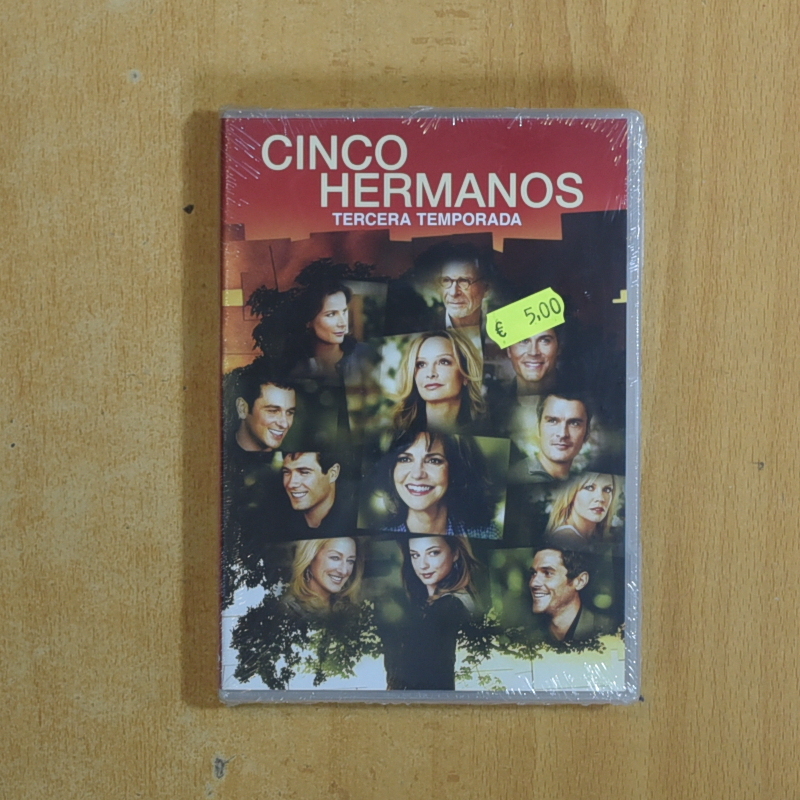 CINCO
HERMANOS
TERCERA TEMPORADA
€ 5,00